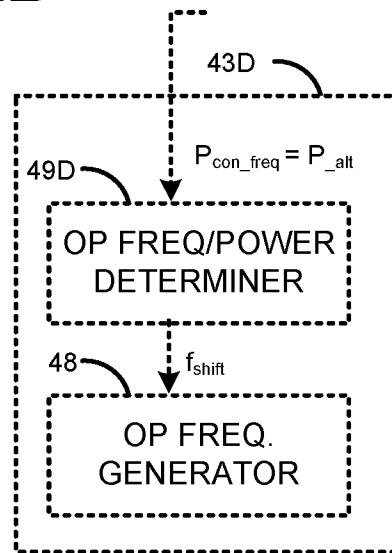 43D
P_con_freq = P_alt
49D
OP FREQ/POWER
DETERMINER
f_shift
48
OP FREQ.
GENERATOR